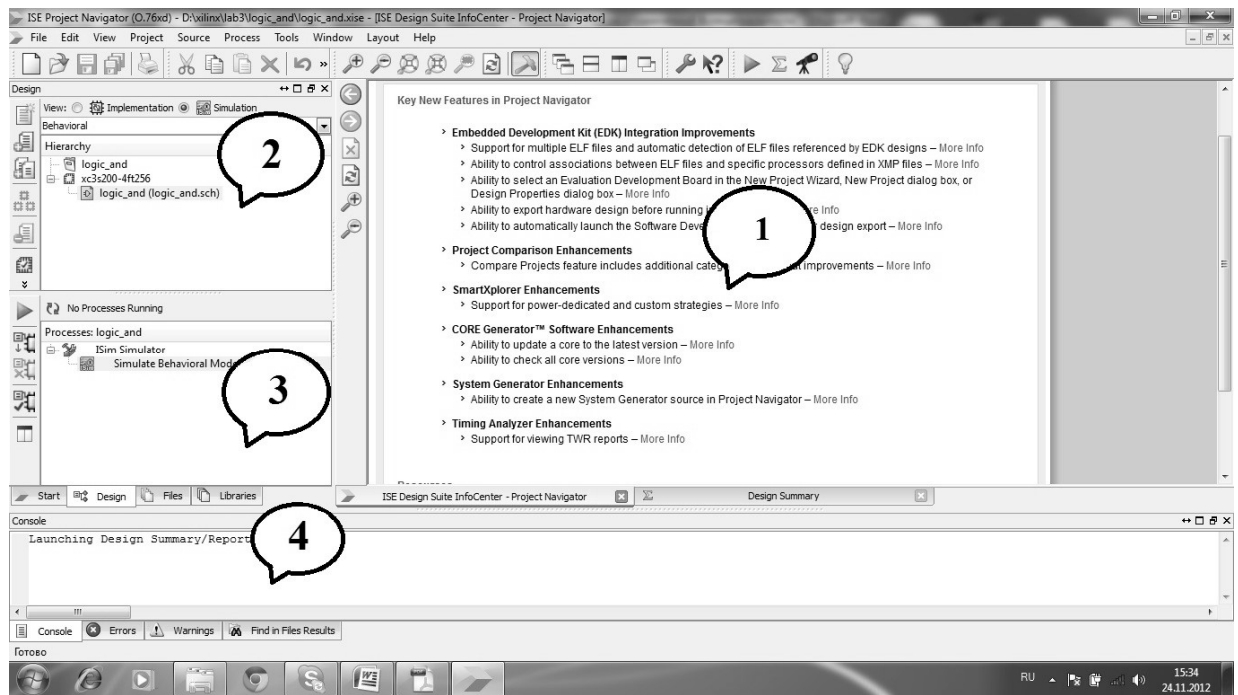 ISE Project Navigator (O.76xd) - D:\xilinx\lab3\logic_and\logic_and.xise - [ISE Design Suite InfoCenter - Project Navigator]
File Edit View Project Source Process Tools Window Layout Help
Design
View: Implementation Simulation
Behavioral
Hierarchy
logic_and
xc3s200-4ft256
logic_and (logic_and.sch)
2
No Processes Running
Processes: logic_and
ISim Simulator
Simulate Behavioral Mod
3
Start Design Files Libraries
Key New Features in Project Navigator
Embedded Development Kit (EDK) Integration Improvements
Support for multiple ELF files and automatic detection of ELF files referenced by EDK designs – More Info
Ability to control associations between ELF files and specific processors defined in XMP files – More Info
Ability to select an Evaluation Development Board in the New Project Wizard, New Project dialog box, or
Design Properties dialog box – More Info
Ability to export hardware design before running Info
Ability to automatically launch the Software design export – More Info
1
Project Comparison Enhancements
Compare Projects feature includes additional improvements – More Info
SmartXplorer Enhancements
Support for power-dedicated and custom strategies – More Info
CORE Generator™ Software Enhancements
Ability to update a core to the latest version – More Info
Ability to check all core versions – More Info
System Generator Enhancements
Ability to create a new System Generator source in Project Navigator – More Info
Timing Analyzer Enhancements
Support for viewing TWR reports – More Info
ISE Design Suite InfoCenter - Project Navigator Design Summary
Console
Launching Design Summary/Report
4
Console Errors Warnings Find in Files Results
Готово
RU 15:34
24.11.2012